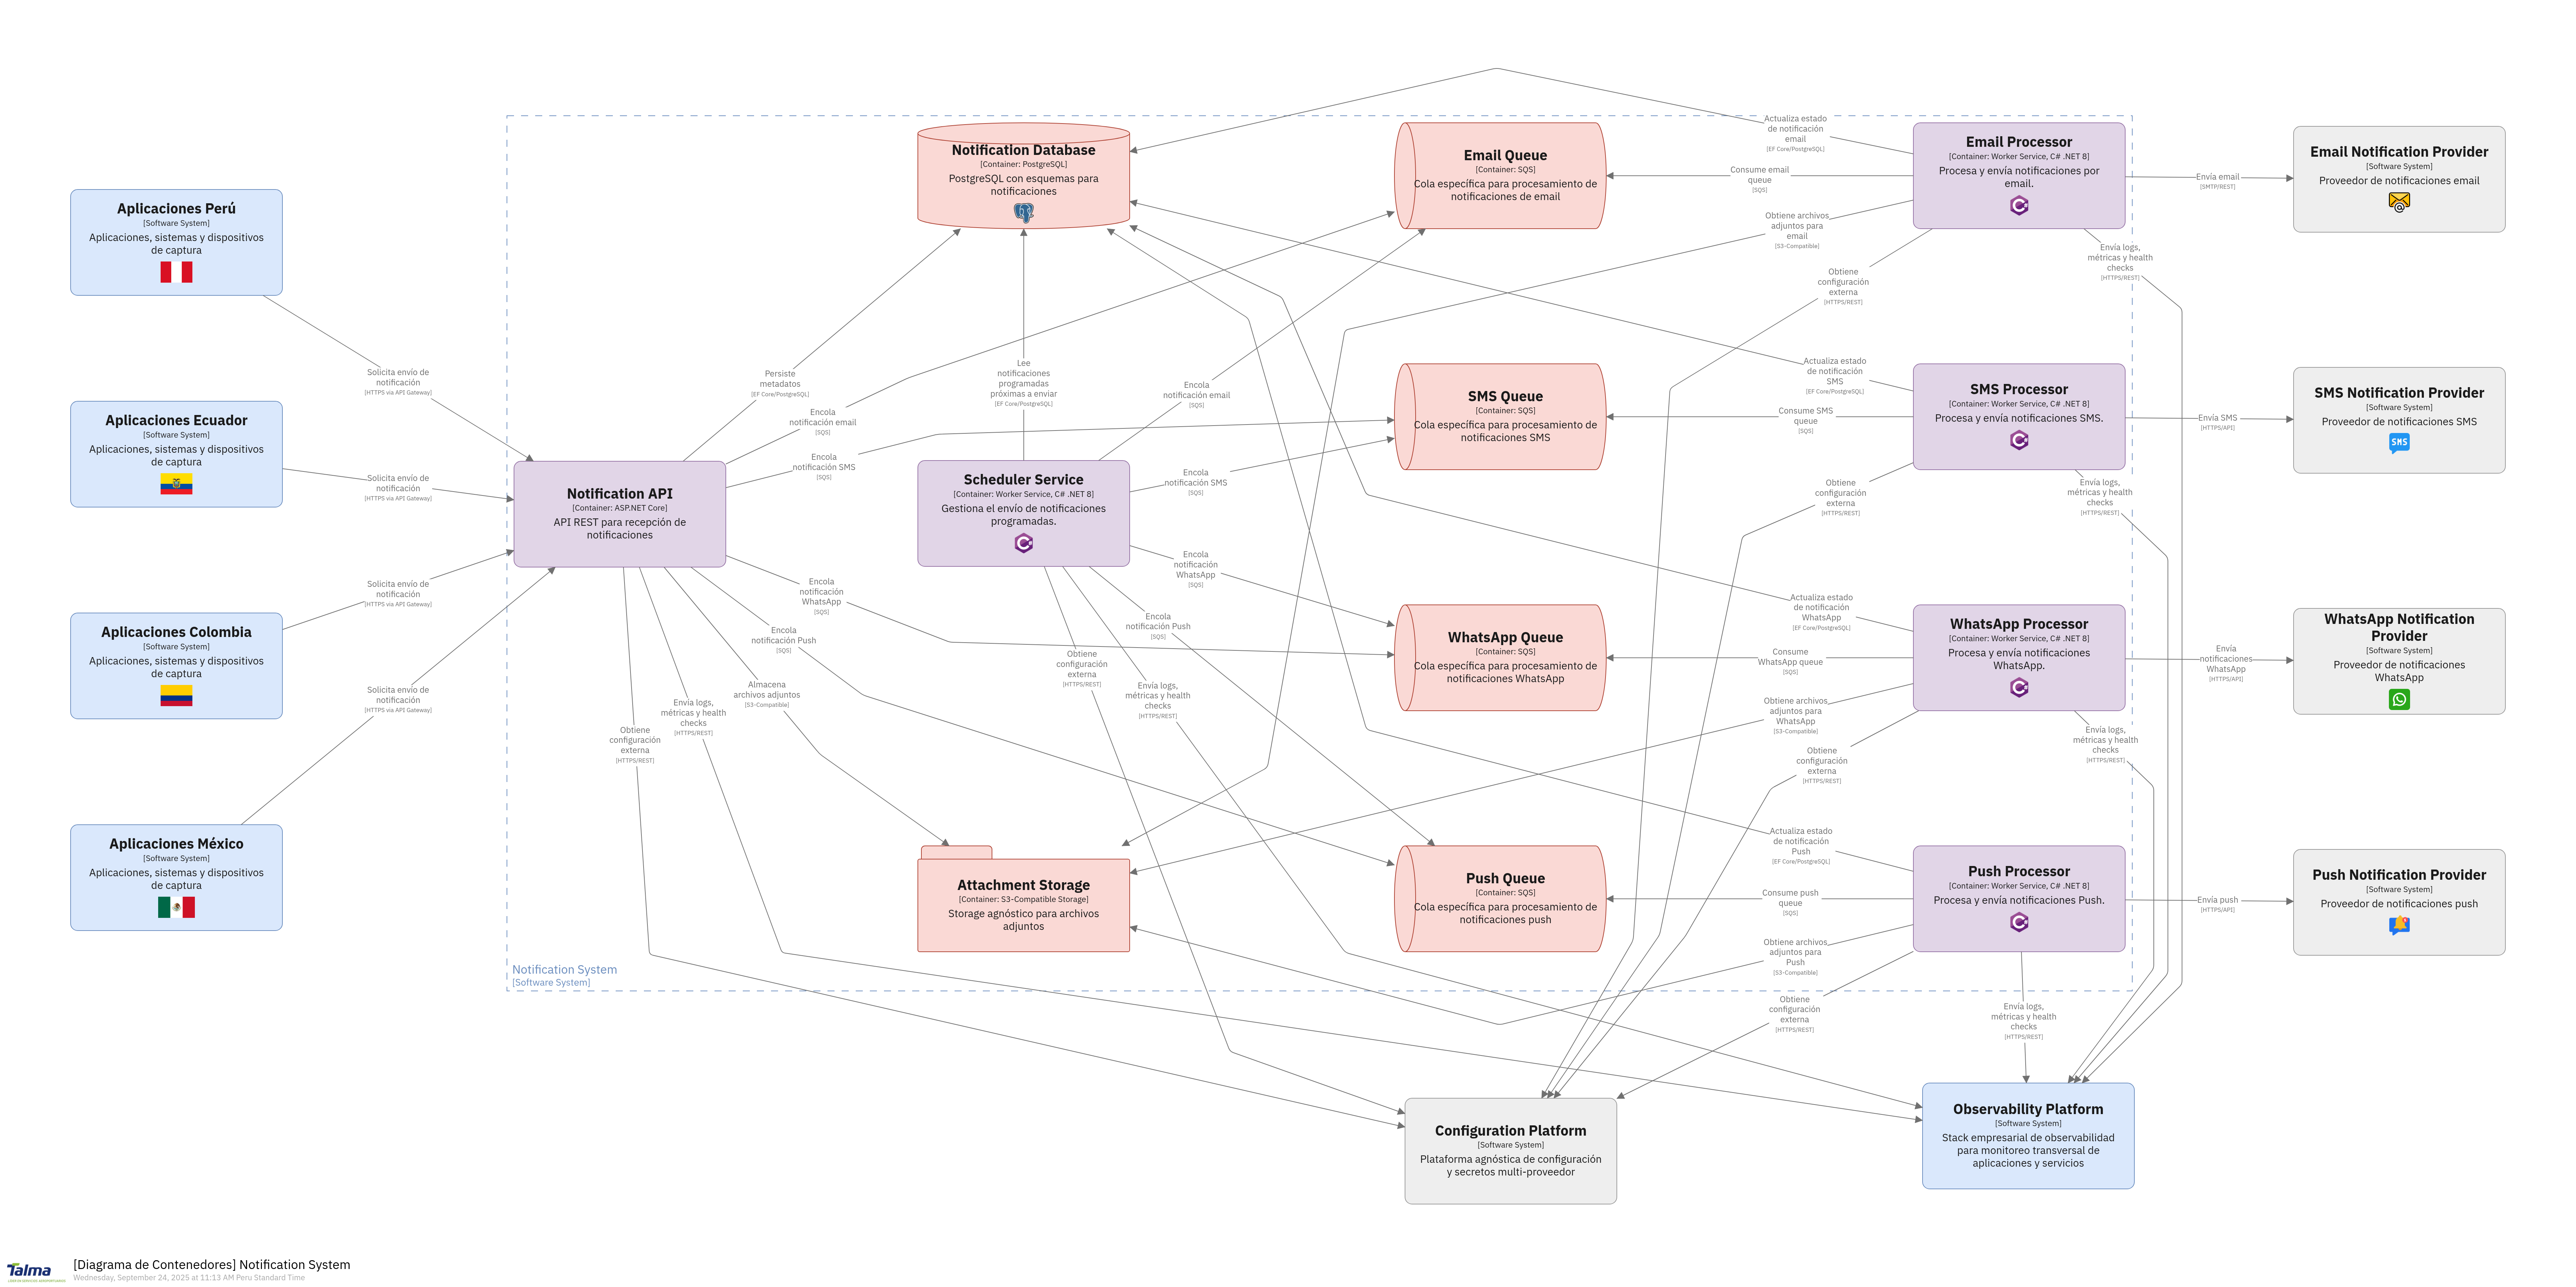 Aplicaciones Perú
[Software System]
Aplicaciones, sistemas y dispositivos
de captura
Aplicaciones Ecuador
[Software System]
Aplicaciones, sistemas y dispositivos
de captura
Aplicaciones Colombia
[Software System]
Aplicaciones, sistemas y dispositivos
de captura
Aplicaciones México
[Software System]
Aplicaciones, sistemas y dispositivos
de captura
Solicita envío de
notificación
[HTTPS via API Gateway]
Solicita envío de
notificación
[HTTPS via API Gateway]
Solicita envío de
notificación
[HTTPS via API Gateway]
Solicita envío de
notificación
[HTTPS via API Gateway]
Notification API
[Container: ASP.NET Core]
API REST para recepción de
notificaciones
Persiste
metadatos
[EF Core/PostgreSQL]
Encola
notificación email
[SQS]
Encola
notificación SMS
[SQS]
Encola
notificación
WhatsApp
[SQS]
Encola
notificación Push
[SQS]
Almacena
archivos adjuntos
[S3-Compatible]
Envía logs,
métricas y health
checks
[HTTPS/REST]
Obtiene
configuración
externa
[HTTPS/REST]
Notification Database
[Container: PostgreSQL]
PostgreSQL con esquemas para
notificaciones
Lee
notificaciones
programadas
próximas a enviar
[EF Core/PostgreSQL]
Scheduler Service
[Container: Worker Service, C# .NET 8]
Gestiona el envío de notificaciones
programadas.
Encola
notificación email
[SQS]
Encola
notificación SMS
[SQS]
Encola
notificación
WhatsApp
[SQS]
Encola
notificación Push
[SQS]
Obtiene
configuración
externa
[HTTPS/REST]
Envía logs,
métricas y health
checks
[HTTPS/REST]
Attachment Storage
[Container: S3-Compatible Storage]
Storage agnóstico para archivos
adjuntos
Email Queue
[Container: SQS]
Cola específica para procesamiento de
notificaciones de email
SMS Queue
[Container: SQS]
Cola específica para procesamiento de
notificaciones SMS
WhatsApp Queue
[Container: SQS]
Cola específica para procesamiento de
notificaciones WhatsApp
Push Queue
[Container: SQS]
Cola específica para procesamiento de
notificaciones push
Actualiza estado
de notificación
email
[EF Core/PostgreSQL]
Consume email
queue
[SQS]
Obtiene archivos
adjuntos para
email
[S3-Compatible]
Obtiene
configuración
externa
[HTTPS/REST]
Actualiza estado
de notificación
SMS
[EF Core/PostgreSQL]
Consume SMS
queue
[SQS]
Obtiene
configuración
externa
[HTTPS/REST]
Actualiza estado
de notificación
WhatsApp
[EF Core/PostgreSQL]
Consume
WhatsApp queue
[SQS]
Obtiene archivos
adjuntos para
WhatsApp
[S3-Compatible]
Obtiene
configuración
externa
[HTTPS/REST]
Actualiza estado
de notificación
Push
[EF Core/PostgreSQL]
Consume push
queue
[SQS]
Obtiene archivos
adjuntos para
Push
[S3-Compatible]
Obtiene
configuración
externa
[HTTPS/REST]
Email Processor
[Container: Worker Service, C# .NET 8]
Procesa y envía notificaciones por
email.
SMS Processor
[Container: Worker Service, C# .NET 8]
Procesa y envía notificaciones SMS.
SMS
WhatsApp Processor
[Container: Worker Service, C# .NET 8]
Procesa y envía notificaciones
WhatsApp.
Push Processor
[Container: Worker Service, C# .NET 8]
Procesa y envía notificaciones Push.
Envía logs,
métricas y health
checks
[HTTPS/REST]
Envía logs,
métricas y health
checks
[HTTPS/REST]
Envía logs,
métricas y health
checks
[HTTPS/REST]
Envía logs,
métricas y health
checks
[HTTPS/REST]
Envía email
[SMTP/REST]
Envía SMS
[HTTPS/API]
Envía
notificaciones
WhatsApp
[HTTPS/API]
Envía push
[HTTPS/API]
Email Notification Provider
[Software System]
Proveedor de notificaciones email
SMS Notification Provider
[Software System]
Proveedor de notificaciones SMS
WhatsApp Notification
Provider
[Software System]
Proveedor de notificaciones
WhatsApp
Push Notification Provider
[Software System]
Proveedor de notificaciones push
Notification System
[Software System]
Configuration Platform
[Software System]
Plataforma agnóstica de configuración
y secretos multi-proveedor
Observability Platform
[Software System]
Stack empresarial de observabilidad
para monitoreo transversal de
aplicaciones y servicios
Talma
[Diagrama de Contenedores] Notification System
Wednesday, September 24, 2025 at 11:13 AM Peru Standard Time